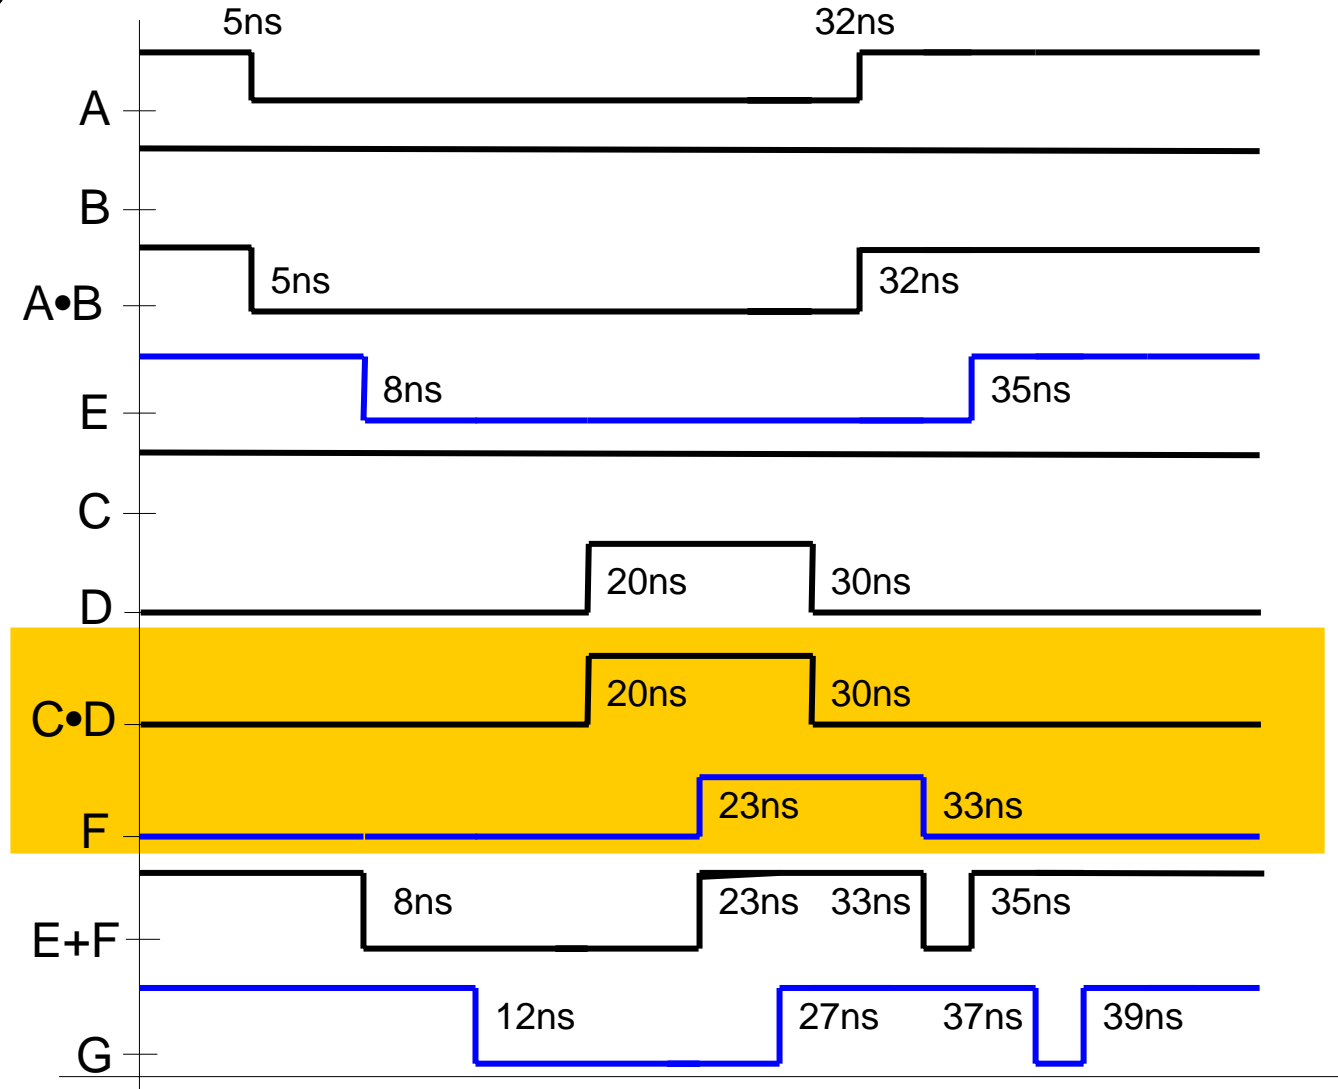 5ns 32ns
A
B
A•B 5ns 32ns
E 8ns 35ns
C
D 20ns 30ns
C•D 20ns 30ns
F 23ns 33ns
E+F 8ns 23ns 33ns 35ns
G 12ns 27ns 37ns 39ns